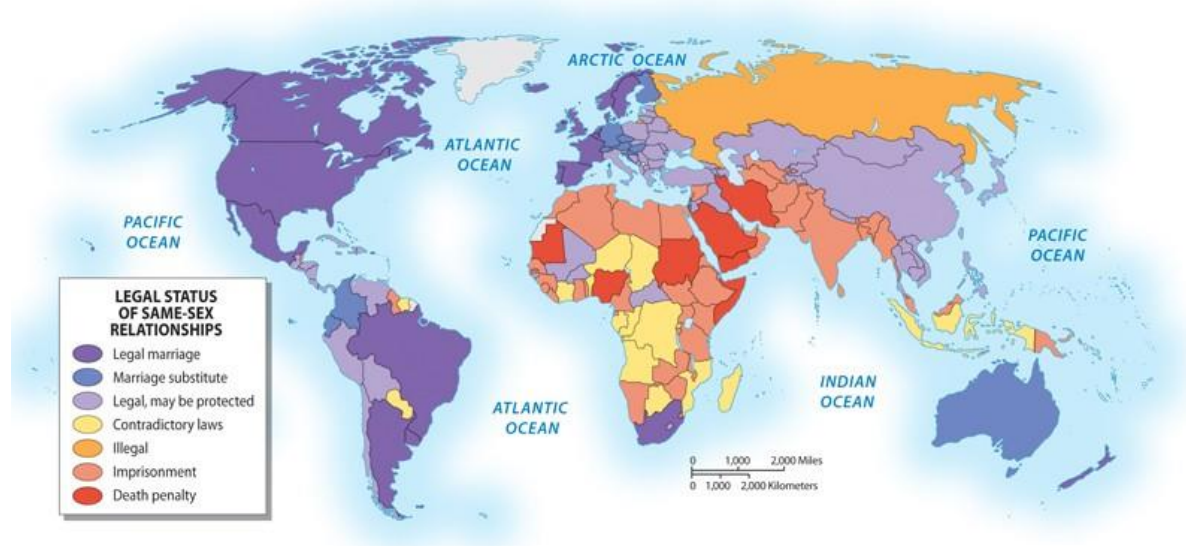 ARCTIC OCEAN
ATLANTIC
OCEAN
PACIFIC
OCEAN
PACIFIC
OCEAN
LEGAL STATUS
OF SAME-SEX
RELATIONSHIPS
Legal marriage
Marriage substitute
Legal, may be protected
Contradictory laws
Illegal
Imprisonment
Death penalty
ATLANTIC
OCEAN
INDIAN
OCEAN
0 1,000 2,000 Miles
0 1,000 2,000 Kilometers